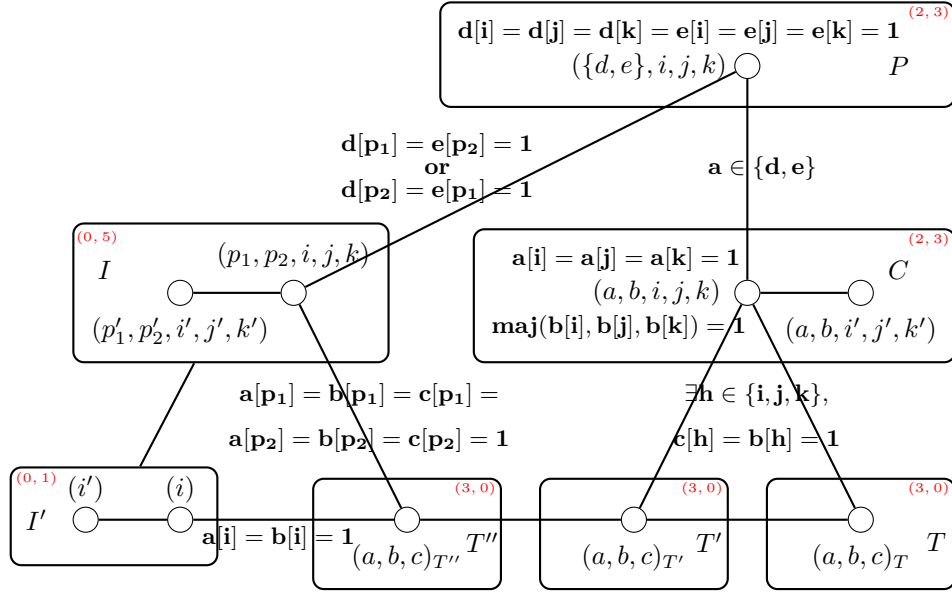 (2, 3)
d[i] = d[j] = d[k] = e[i] = e[j] = e[k] = 1
({d, e}, i, j, k)
P
d[p₁] = e[p₂] = 1
or
d[p₂] = e[p₁] = 1
a ∈ {d, e}
(0, 5)
I
(p₁, p₂, i, j, k)
(p′₁, p′₂, i′, j′, k′)
(2, 3)
a[i] = a[j] = a[k] = 1
C
(a, b, i, j, k)
maj(b[i], b[j], b[k]) = 1
(a, b, i′, j′, k′)
a[p₁] = b[p₁] = c[p₁] =
a[p₂] = b[p₂] = c[p₂] = 1
∃h ∈ {i, j, k},
c[h] = b[h] = 1
(0, 1)
(i′)
(i)
I′
a[i] = b[i] = 1
(3, 0)
(a, b, c)T″
T″
(3, 0)
(a, b, c)T′
T′
(3, 0)
(a, b, c)T
T